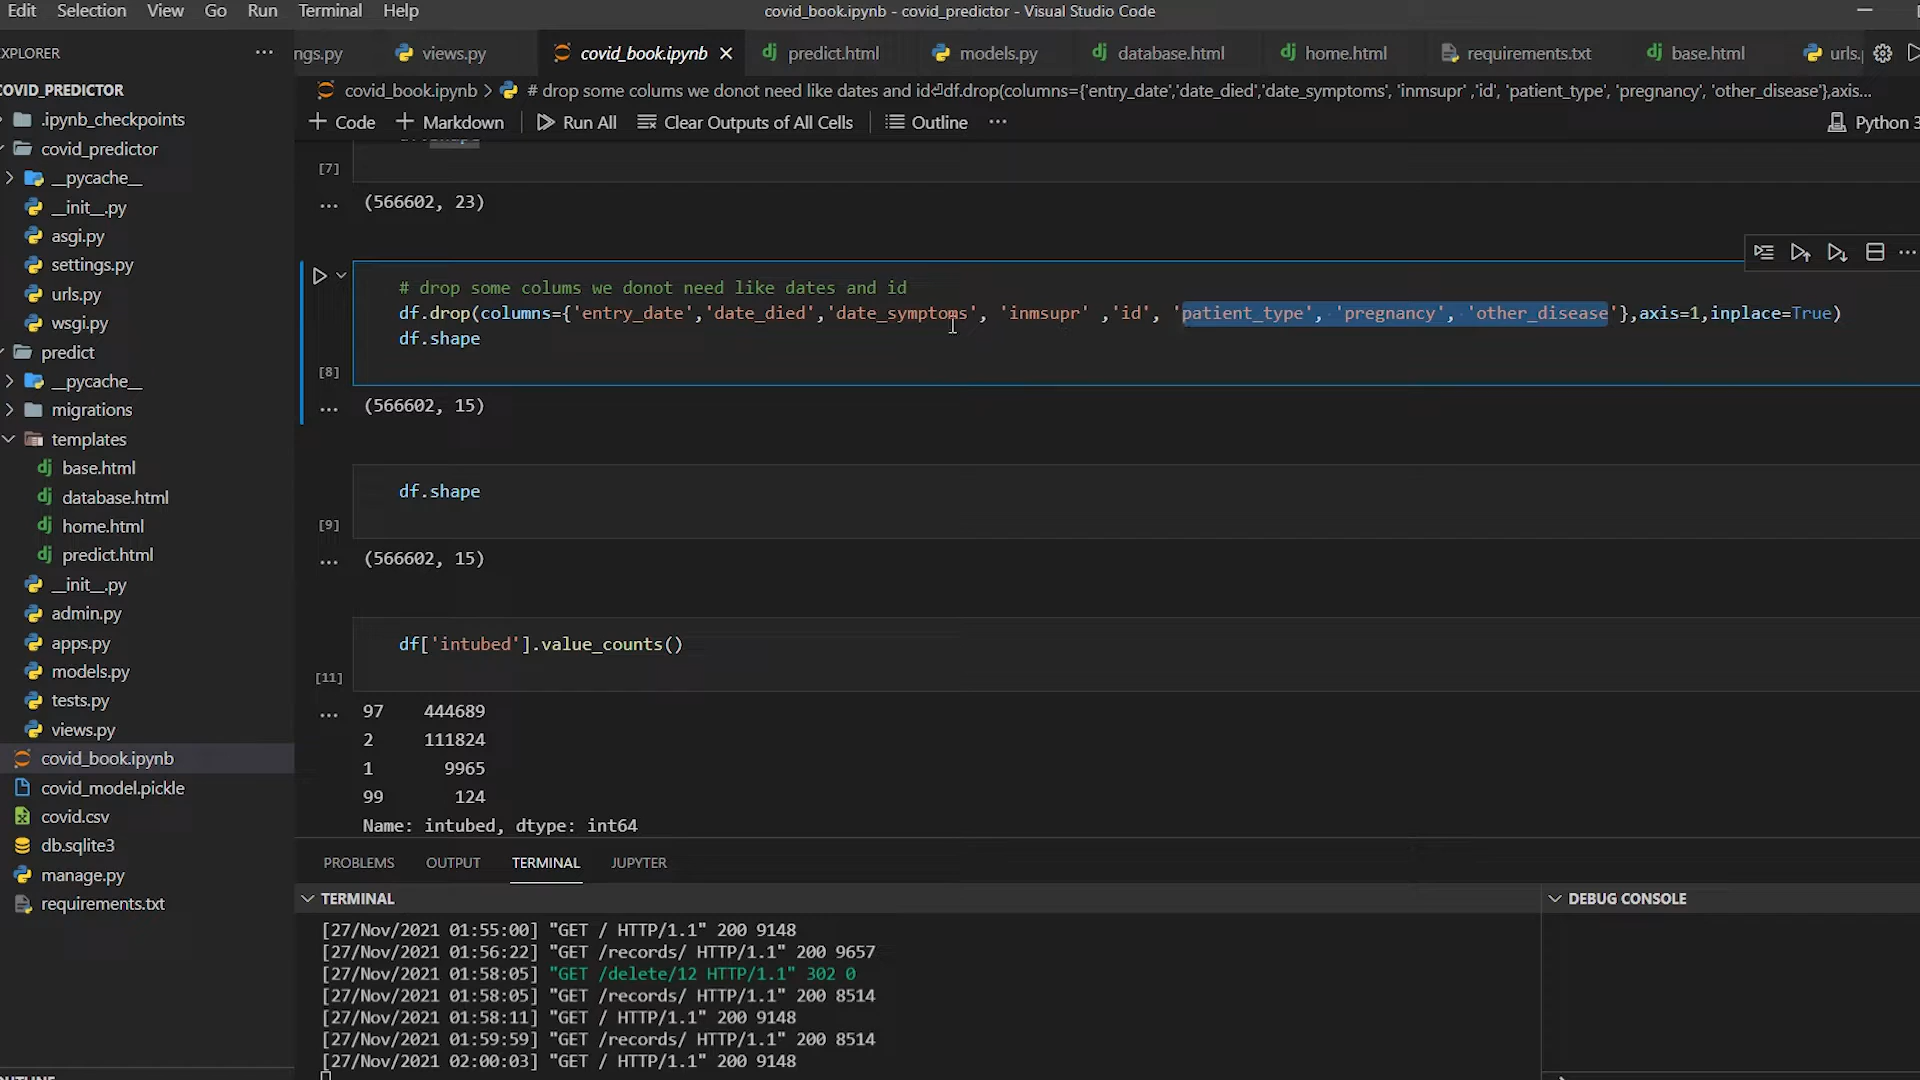 Edit Selection View Go Run Terminal Help
covid_book.ipynb - covid_predictor - Visual Studio Code
XPLORER
ngs.py views.py covid_book.ipynb predict.html models.py database.html home.html requirements.txt base.html urls.
COVID_PREDICTOR
covid_book.ipynb > # drop some colums we donot need like dates and id⏎df.drop(columns={'entry_date','date_died','date_symptoms', 'inmsupr' ,'id', 'patient_type', 'pregnancy', 'other_disease'},axis...
+ Code + Markdown Run All Clear Outputs of All Cells Outline ... Python 3
.ipynb_checkpoints
covid_predictor
__pycache__
__init__.py
asgi.py
settings.py
urls.py
wsgi.py
predict
__pycache__
migrations
templates
base.html
database.html
home.html
predict.html
__init__.py
admin.py
apps.py
models.py
tests.py
views.py
covid_book.ipynb
covid_model.pickle
covid.csv
db.sqlite3
manage.py
requirements.txt
[7]
(566602, 23)
# drop some colums we donot need like dates and id
df.drop(columns={'entry_date','date_died','date_symptoms', 'inmsupr' ,'id', 'patient_type', 'pregnancy', 'other_disease'},axis=1,inplace=True)
df.shape
[8]
(566602, 15)
df.shape
[9]
(566602, 15)
df['intubed'].value_counts()
[11]
97 444689
2 111824
1 9965
99 124
Name: intubed, dtype: int64
PROBLEMS OUTPUT TERMINAL JUPYTER
TERMINAL
DEBUG CONSOLE
[27/Nov/2021 01:55:00] "GET / HTTP/1.1" 200 9148
[27/Nov/2021 01:56:22] "GET /records/ HTTP/1.1" 200 9657
[27/Nov/2021 01:58:05] "GET /delete/12 HTTP/1.1" 302 0
[27/Nov/2021 01:58:05] "GET /records/ HTTP/1.1" 200 8514
[27/Nov/2021 01:58:11] "GET / HTTP/1.1" 200 9148
[27/Nov/2021 01:59:59] "GET /records/ HTTP/1.1" 200 8514
[27/Nov/2021 02:00:03] "GET / HTTP/1.1" 200 9148